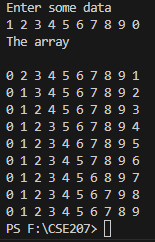 Enter some data
1 2 3 4 5 6 7 8 9 0
The array
0 2 3 4 5 6 7 8 9 1
0 1 3 4 5 6 7 8 9 2
0 1 2 4 5 6 7 8 9 3
0 1 2 3 5 6 7 8 9 4
0 1 2 3 4 6 7 8 9 5
0 1 2 3 4 5 7 8 9 6
0 1 2 3 4 5 6 8 9 7
0 1 2 3 4 5 6 7 9 8
0 1 2 3 4 5 6 7 8 9
PS F:\CSE207>